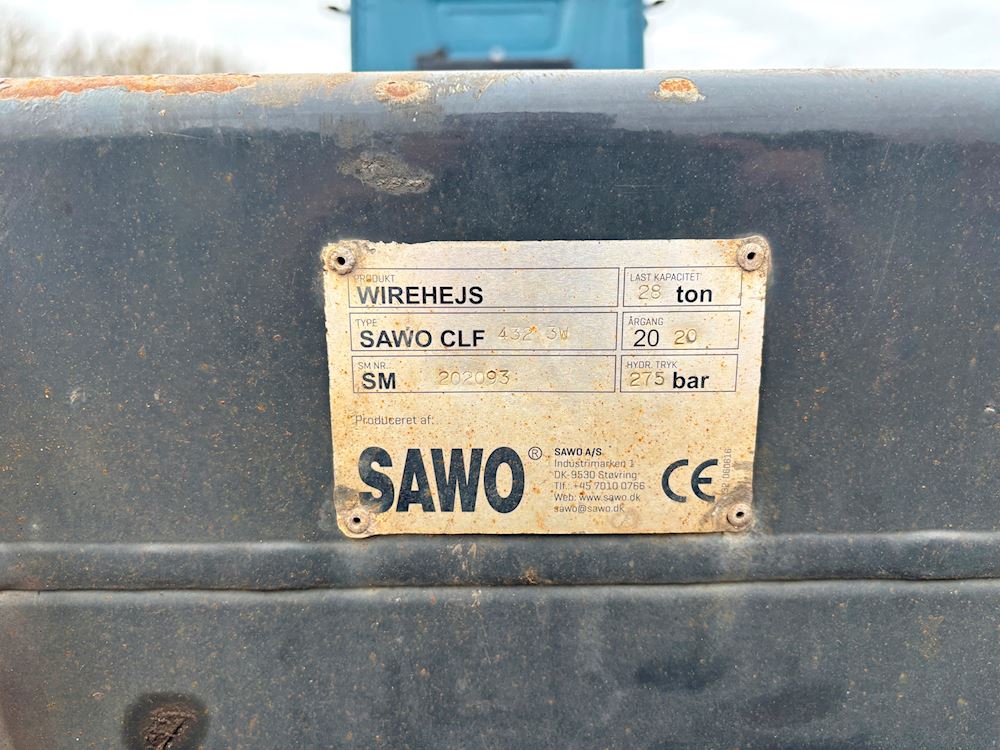 PRODUKT
WIREHEJS
LAST KAPACITET
28 ton
TYPE
SAWO CLF 432 3W
ÅRGANG
20 20
SM NR.:
SM 202093
HYDR. TRYK
275 bar
Produceret af:
SAWO®
SAWO A/S
Industrimarken 1
DK-9530 Støvring
Tlf.: +45 7010 0766
Web: www.sawo.dk
sawo@sawo.dk
CE
060616